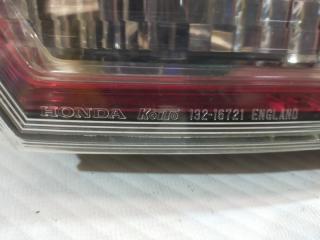 HONDA Koito 132-16721 ENGLAND